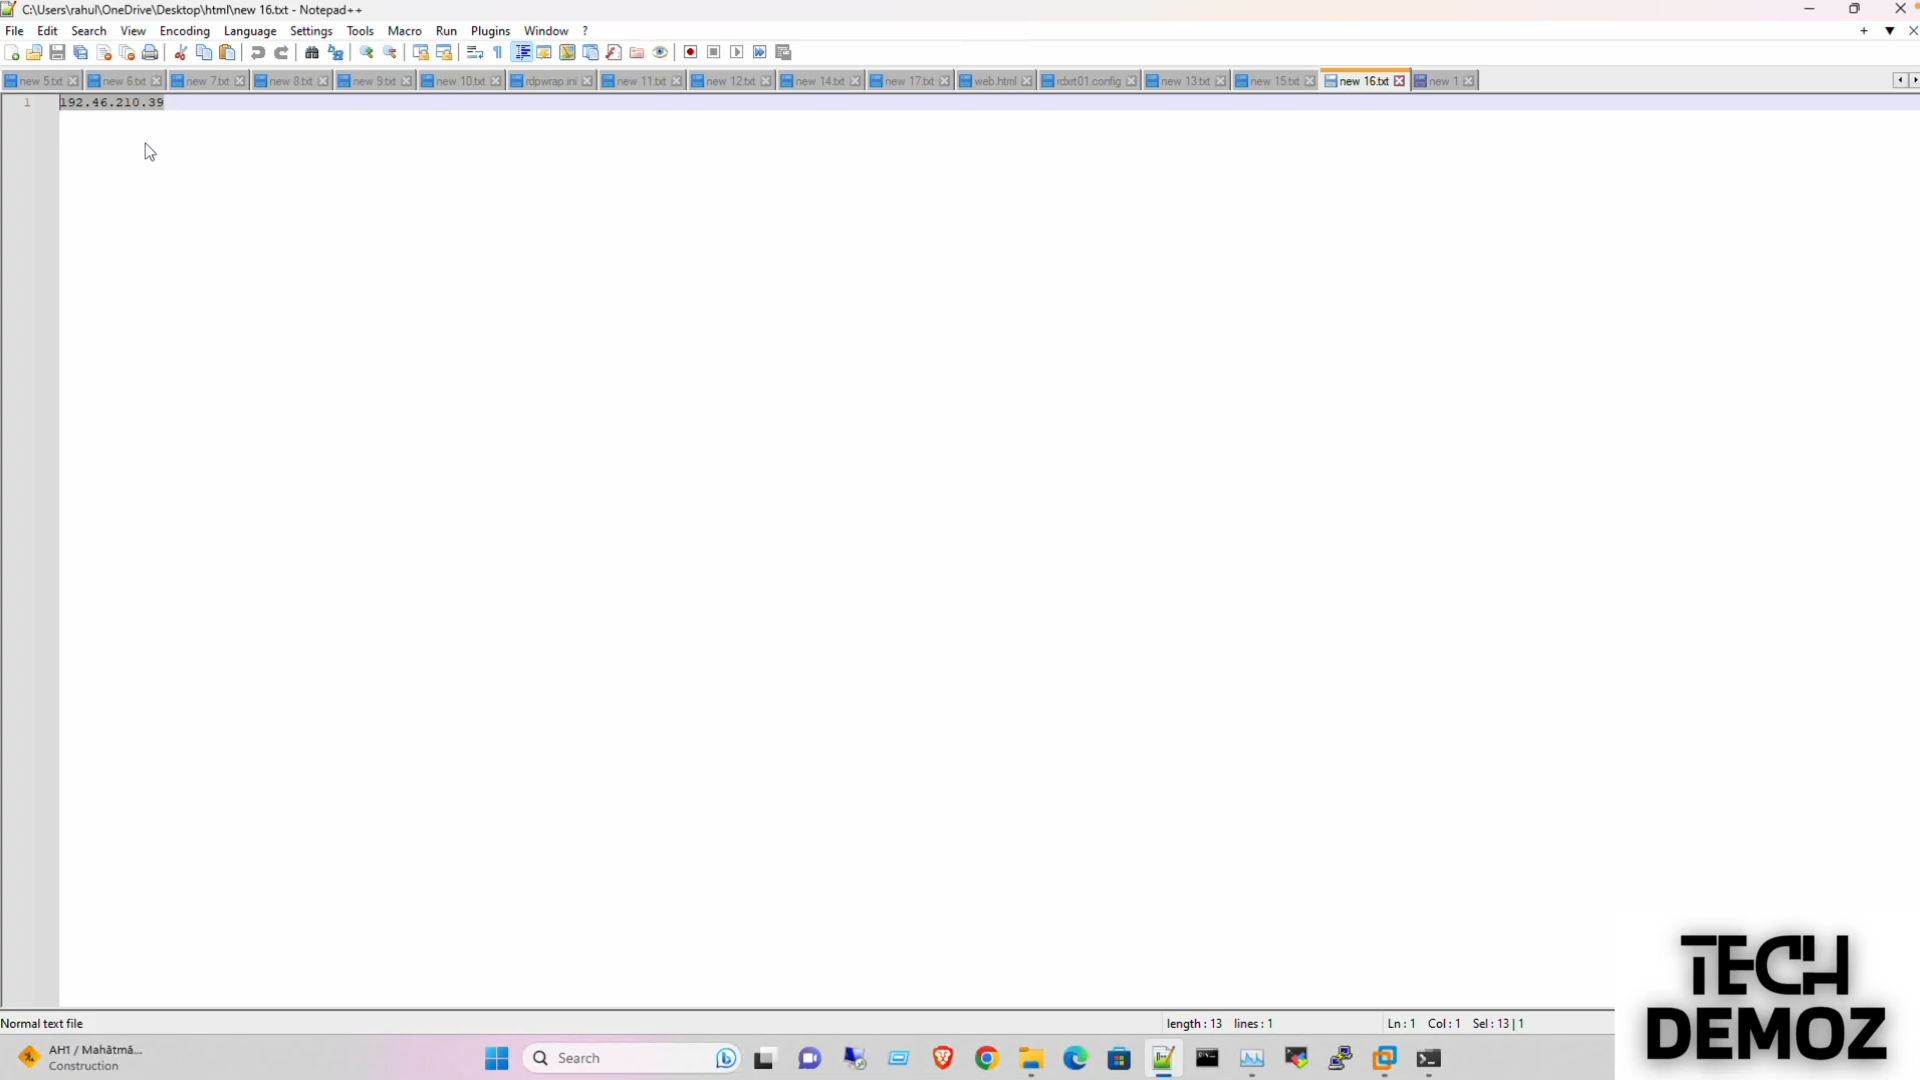 C:\Users\rahul\OneDrive\Desktop\html\new 16.txt - Notepad++
File Edit Search View Encoding Language Settings Tools Macro Run Plugins Window ?
new 5.txt new 6.txt new 7.txt new 8.txt new 9.txt new 10.txt rdpwrap.ini new 11.txt new 12.txt new 14.txt new 17.txt web.html rdxrt01.config new 13.txt new 15.txt new 16.txt new 1
1 192.46.210.39
TECH
DEMOZ
Normal text file length : 13 lines : 1 Ln : 1 Col : 1 Sel : 13 | 1
AH1 / Mahātmā...
Construction
Search